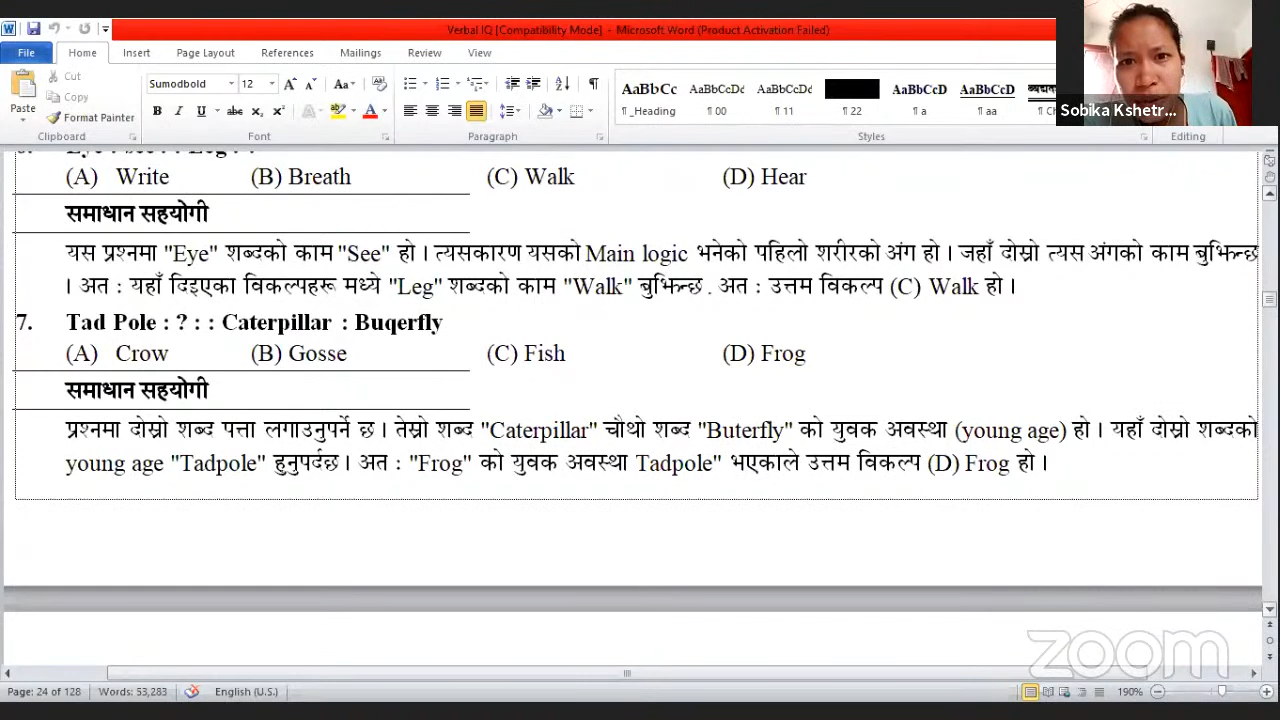 Verbal IQ [Compatibility Mode] - Microsoft Word (Product Activation Failed)
File Home Insert Page Layout References Mailings Review View
Paste Cut Copy Format Painter
Sumodbold 12
AaBbCc AaBbCcDc AaBbCcDc AaBbCcD AaBbCcD
¶ _Heading ¶ 00 ¶ 11 ¶ 22 ¶ a ¶ aa
Clipboard Font Paragraph Styles Editing
Sobika Kshetr...
Eye : See : : Leg : ?
(A) Write (B) Breath (C) Walk (D) Hear
समाधान सहयोगी
यस प्रश्नमा "Eye" शब्दको काम "See" हो । त्यसकारण यसको Main logic भनेको पहिलो शरीरको अंग हो । जहाँ दोस्रो त्यस अंगको काम बुझिन्छ
। अत : यहाँ दिइएका विकल्पहरू मध्ये "Leg" शब्दको काम "Walk" बुझिन्छ . अत : उत्तम विकल्प (C) Walk हो ।
7. Tad Pole : ? : : Caterpillar : Buqerfly
(A) Crow (B) Gosse (C) Fish (D) Frog
समाधान सहयोगी
प्रश्नमा दोस्रो शब्द पत्ता लगाउनुपर्ने छ । तेस्रो शब्द "Caterpillar" चौथो शब्द "Buterfly" को युवक अवस्था (young age) हो । यहाँ दोस्रो शब्दको
young age "Tadpole" हुनुपर्दछ । अत : "Frog" को युवक अवस्था Tadpole" भएकाले उत्तम विकल्प (D) Frog हो ।
zoom
Page: 24 of 128 Words: 53,283 English (U.S.) 190%